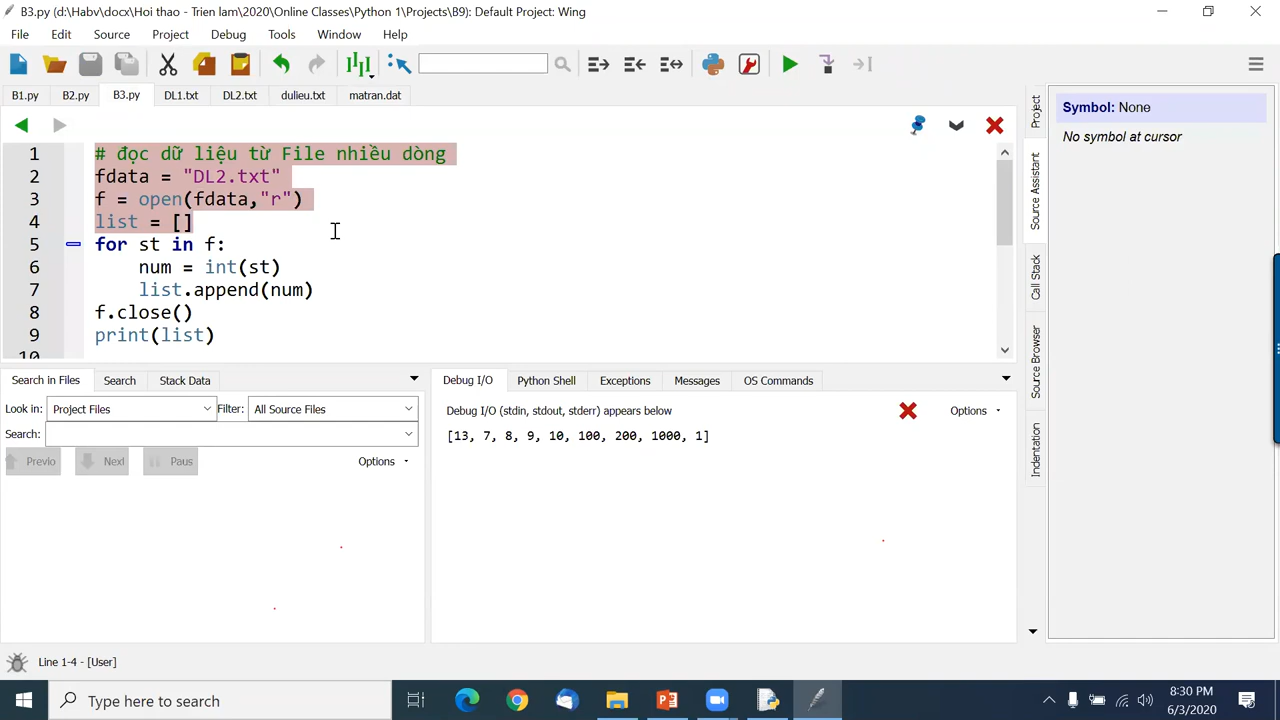 B3.py (d:\Habv\docx\Hoi thao - Trien lam\2020\Online Classes\Python 1\Projects\B9): Default Project: Wing
File Edit Source Project Debug Tools Window Help
B1.py B2.py B3.py DL1.txt DL2.txt dulieu.txt matran.dat
1 # đọc dữ liệu từ File nhiều dòng
2 fdata = "DL2.txt"
3 f = open(fdata,"r")
4 list = []
5 for st in f:
6 num = int(st)
7 list.append(num)
8 f.close()
9 print(list)
10
Symbol: None
No symbol at cursor
Project
Source Assistant
Call Stack
Source Browser
Indentation
Search in Files Search Stack Data
Look in: Project Files Filter: All Source Files
Search:
Previo Next Paus Options
Debug I/O Python Shell Exceptions Messages OS Commands
Debug I/O (stdin, stdout, stderr) appears below Options
[13, 7, 8, 9, 10, 100, 200, 1000, 1]
Line 1-4 - [User]
Type here to search
8:30 PM
6/3/2020